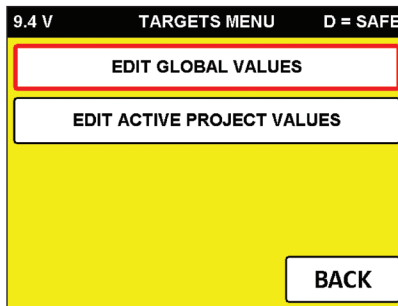 9.4 V TARGETS MENU D = SAFE
EDIT GLOBAL VALUES
EDIT ACTIVE PROJECT VALUES
BACK